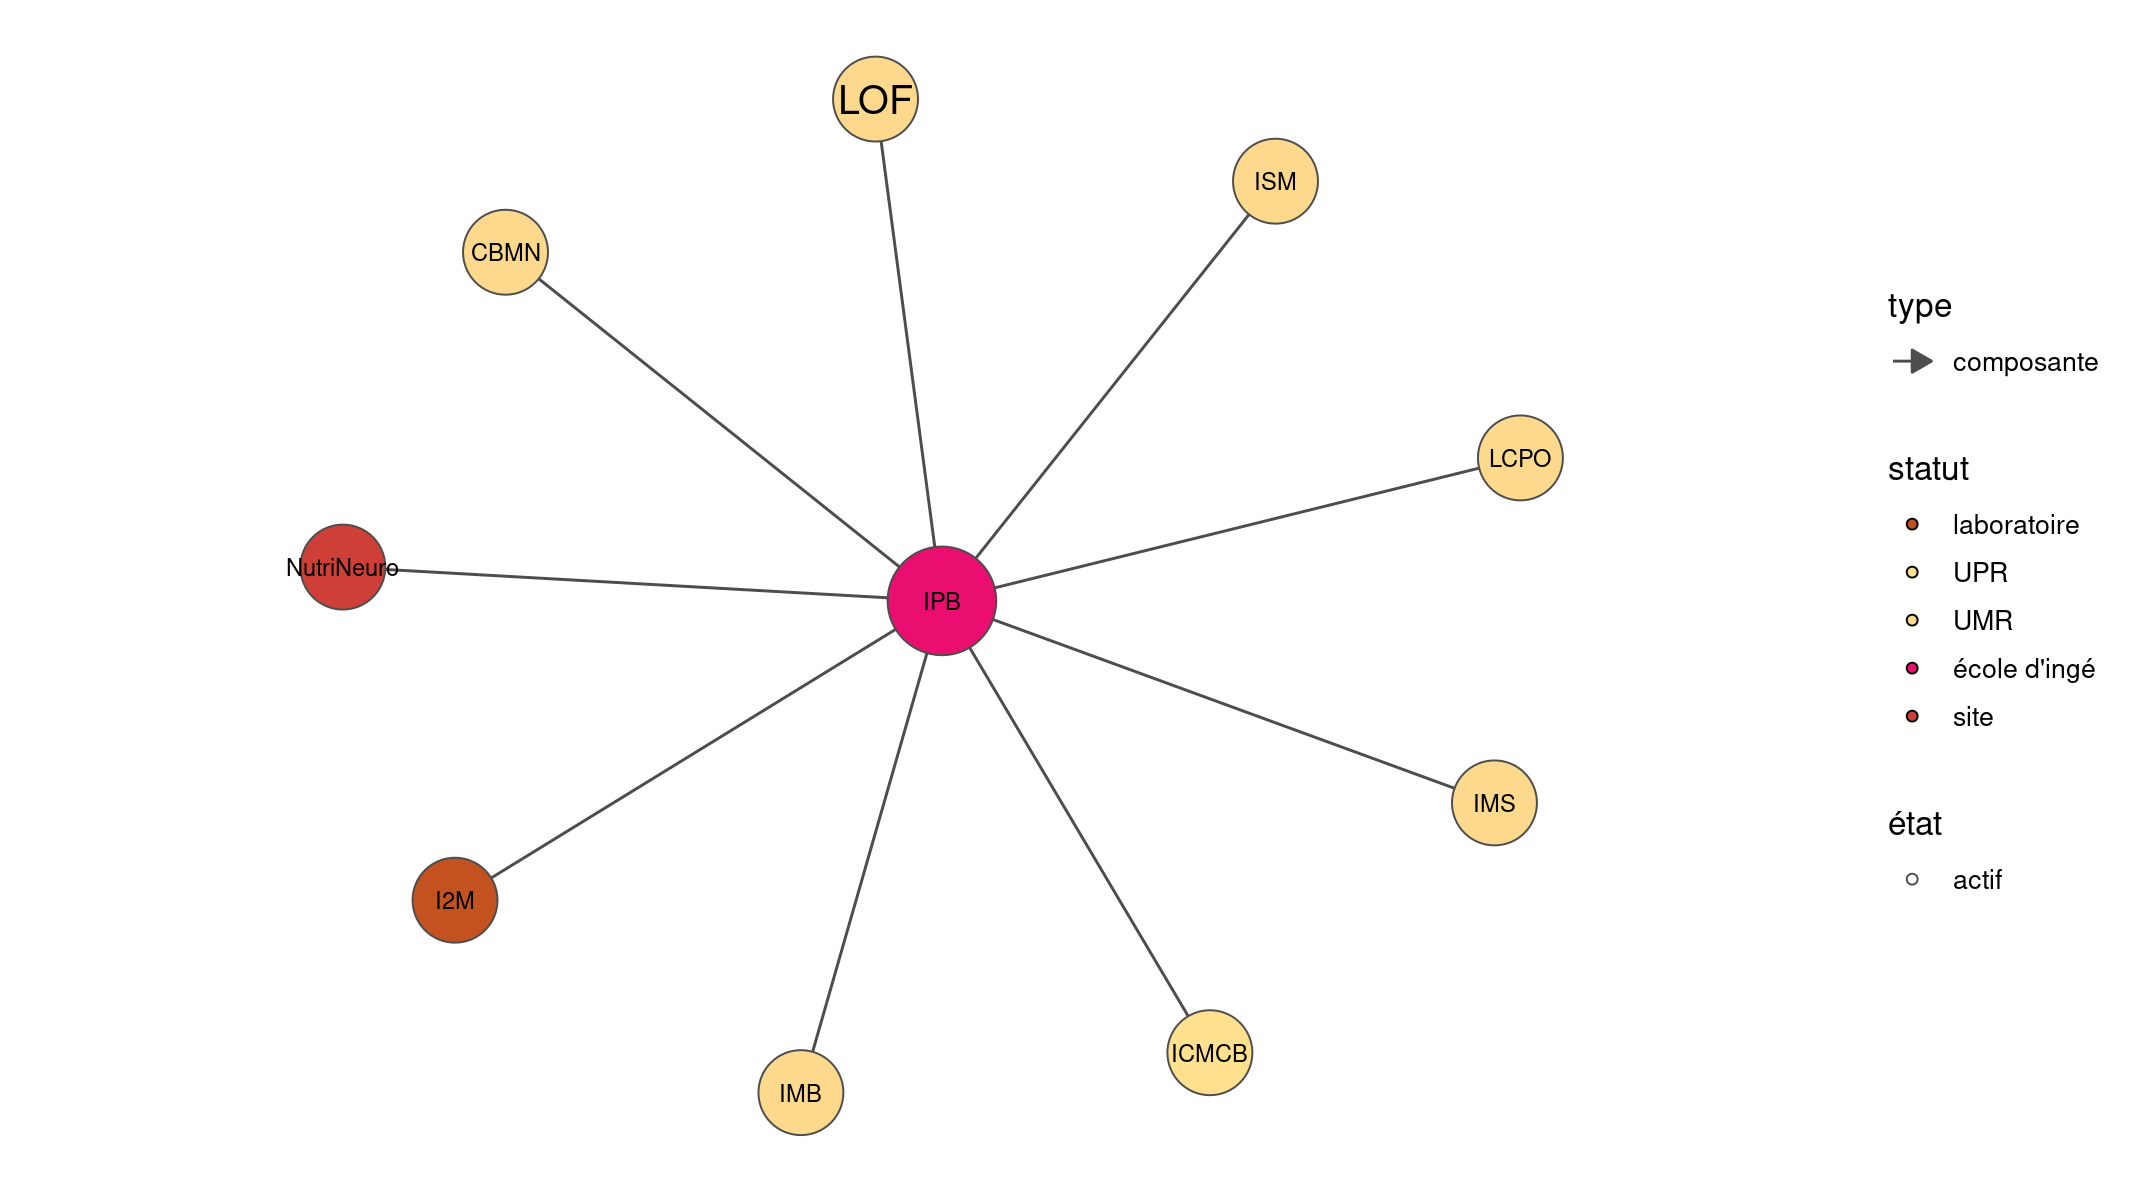 LOF
ISM
CBMN
LCPO
NutriNeuro
IPB
IMS
I2M
ICMCB
IMB
type
composante
statut
laboratoire
UPR
UMR
école d'ingé
site
état
actif